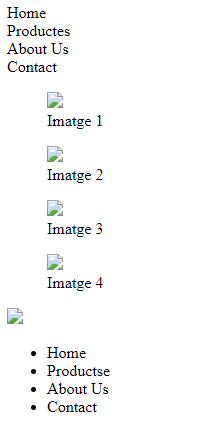 Home
Productes
About Us
Contact
Imatge 1
Imatge 2
Imatge 3
Imatge 4
Home
Productse
About Us
Contact